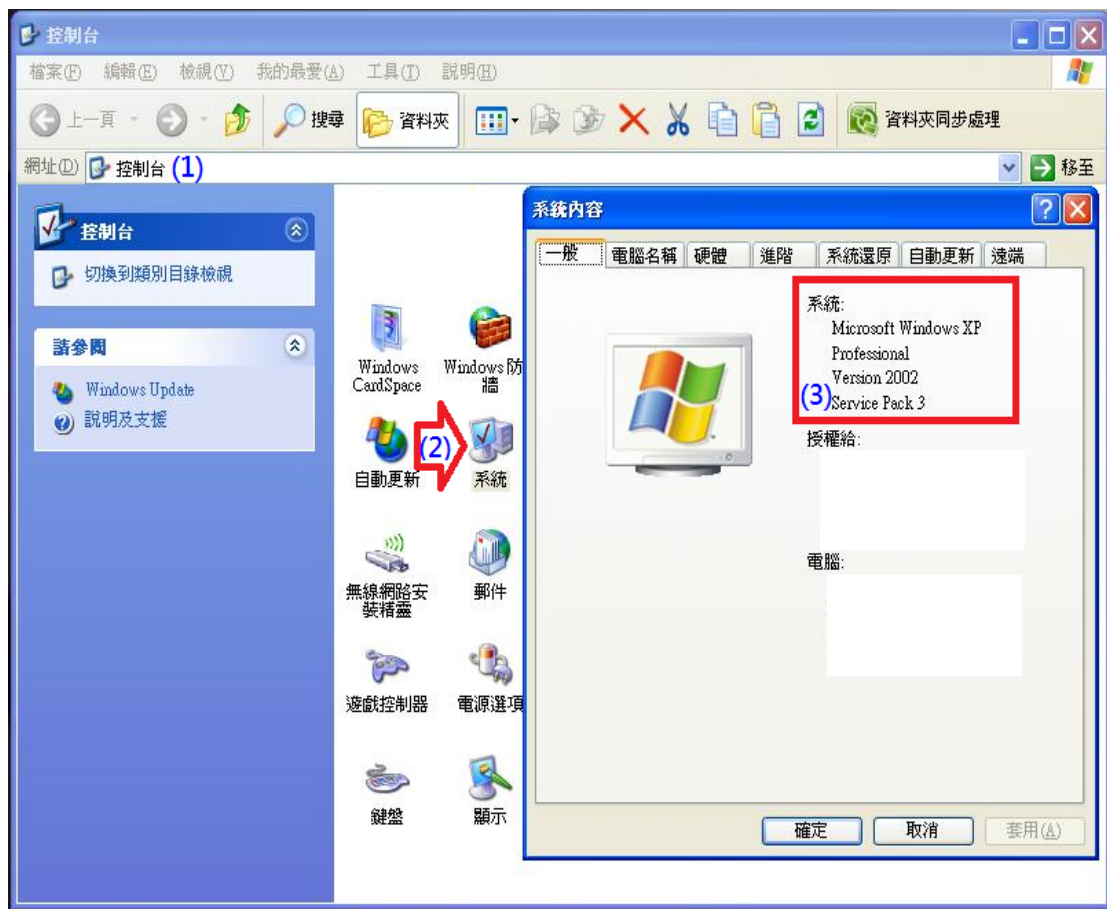 控制台
檔案(F) 編輯(E) 檢視(V) 我的最愛(A) 工具(T) 說明(H)
上一頁 搜尋 資料夾 資料夾同步處理
網址(D) 控制台 (1) 移至
控制台
切換到類別目錄檢視
請參閱
Windows Update
說明及支援
Windows CardSpace
Windows 防
牆
自動更新
(2)
系統
無線網路安
裝精靈
郵件
遊戲控制器
電源選項
鍵盤
顯示
系統內容
一般 電腦名稱 硬體 進階 系統還原 自動更新 遠端
系統:
Microsoft Windows XP
Professional
Version 2002
(3) Service Pack 3
授權給:
電腦:
確定 取消 套用(A)